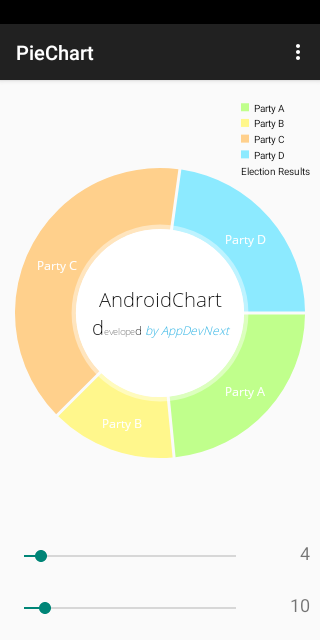 PieChart
Party A
Party B
Party C
Party D
Election Results
Party D
Party C
AndroidChart
developed by AppDevNext
Party A
Party B
4
10